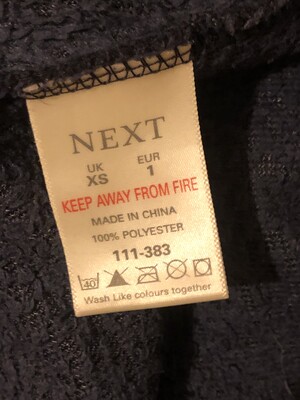 NEXT
UK EUR
XS 1
KEEP AWAY FROM FIRE
MADE IN CHINA
100% POLYESTER
111-383
40
Wash Like colours together